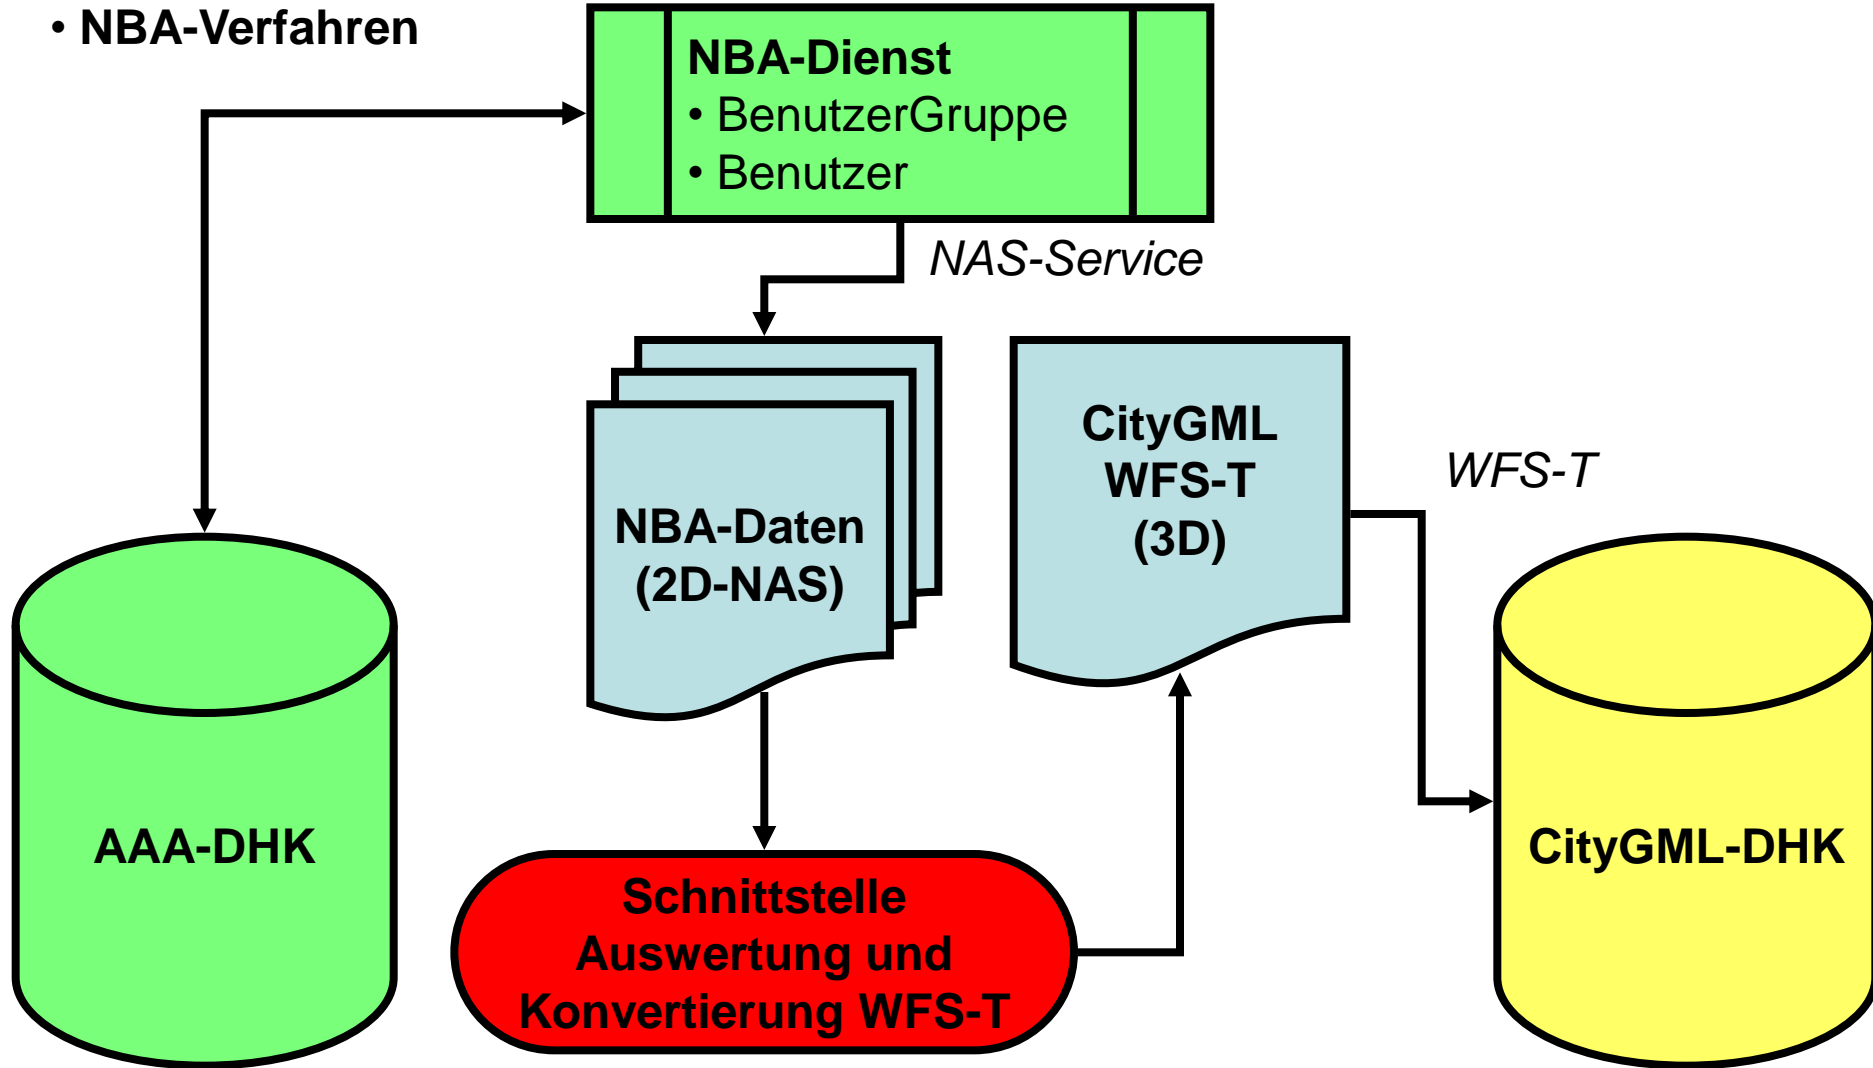 • NBA-Verfahren
NBA-Dienst
• BenutzerGruppe
• Benutzer
NAS-Service
NBA-Daten
(2D-NAS)
CityGML
WFS-T
(3D)
WFS-T
AAA-DHK
Schnittstelle
Auswertung und
Konvertierung WFS-T
CityGML-DHK